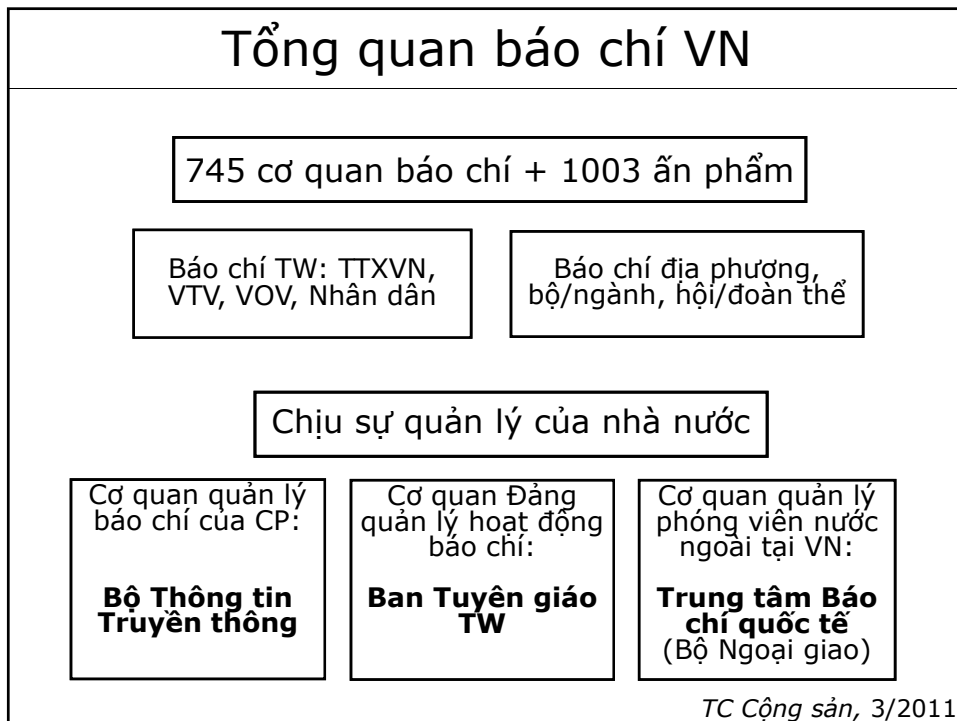 Tổng quan báo chí VN
745 cơ quan báo chí + 1003 ấn phẩm
Báo chí TW: TTXVN,
VTV, VOV, Nhân dân
Báo chí địa phương,
bộ/ngành, hội/đoàn thể
Chịu sự quản lý của nhà nước
Cơ quan quản lý
báo chí của CP:
Bộ Thông tin
Truyền thông
Cơ quan Đảng
quản lý hoạt động
báo chí:
Ban Tuyên giáo
TW
Cơ quan quản lý
phóng viên nước
ngoài tại VN:
Trung tâm Báo
chí quốc tế
(Bộ Ngoại giao)
TC Cộng sản, 3/2011